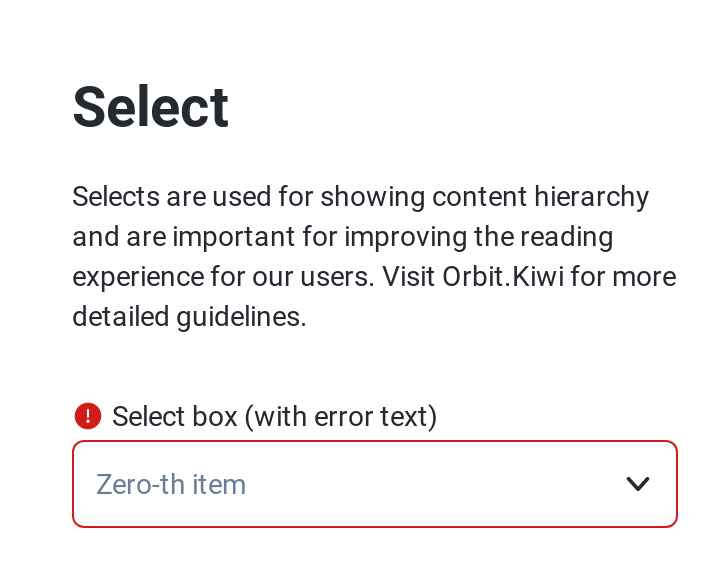 Select
Selects are used for showing content hierarchy
and are important for improving the reading
experience for our users. Visit Orbit.Kiwi for more
detailed guidelines.
Select box (with error text)
Zero-th item